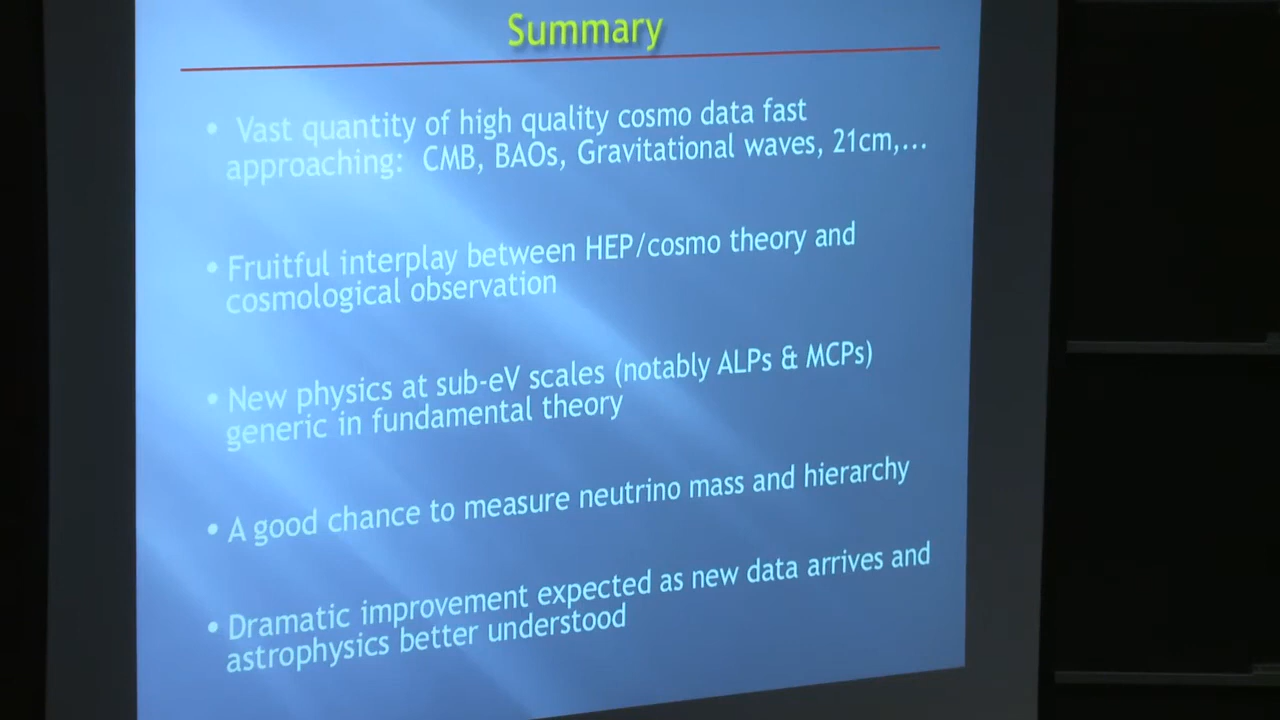 Summary
• Vast quantity of high quality cosmo data fast
approaching: CMB, BAOs, Gravitational waves, 21cm,...
• Fruitful interplay between HEP/cosmo theory and
cosmological observation
• New physics at sub-eV scales (notably ALPs & MCPs)
generic in fundamental theory
• A good chance to measure neutrino mass and hierarchy
• Dramatic improvement expected as new data arrives and
astrophysics better understood